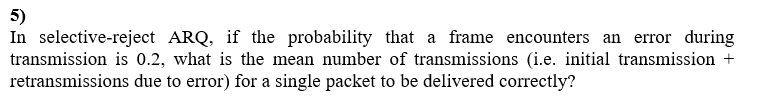 5)
In selective-reject ARQ, if the probability that a frame encounters an error during
transmission is 0.2, what is the mean number of transmissions (i.e. initial transmission +
retransmissions due to error) for a single packet to be delivered correctly?